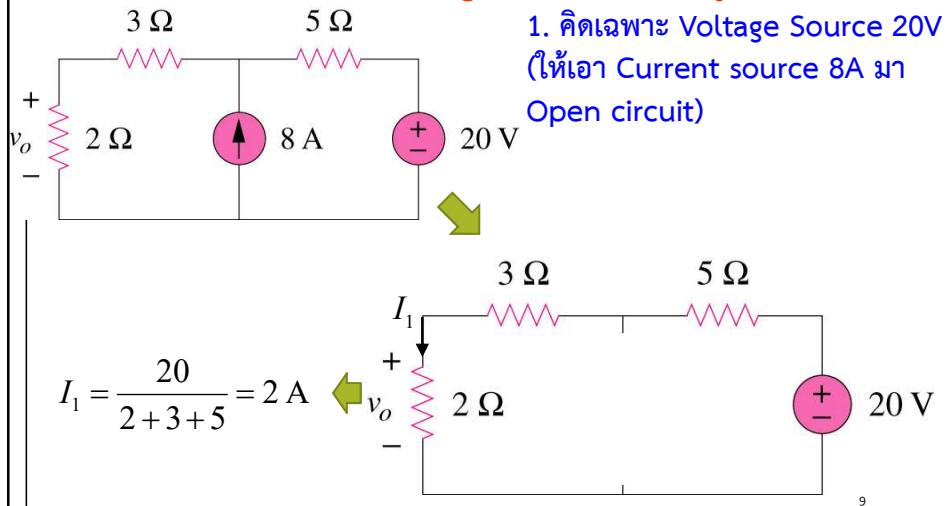 1. คิดเฉพาะ Voltage Source 20V
(ให้เอา Current source 8A มา
Open circuit)
3 Ω
5 Ω
+
v_o
−
2 Ω
8 A
+
−
20 V
3 Ω
5 Ω
I₁
+
v_o
−
2 Ω
+
−
20 V
I₁ = 20 / (2 + 3 + 5) = 2 A
9